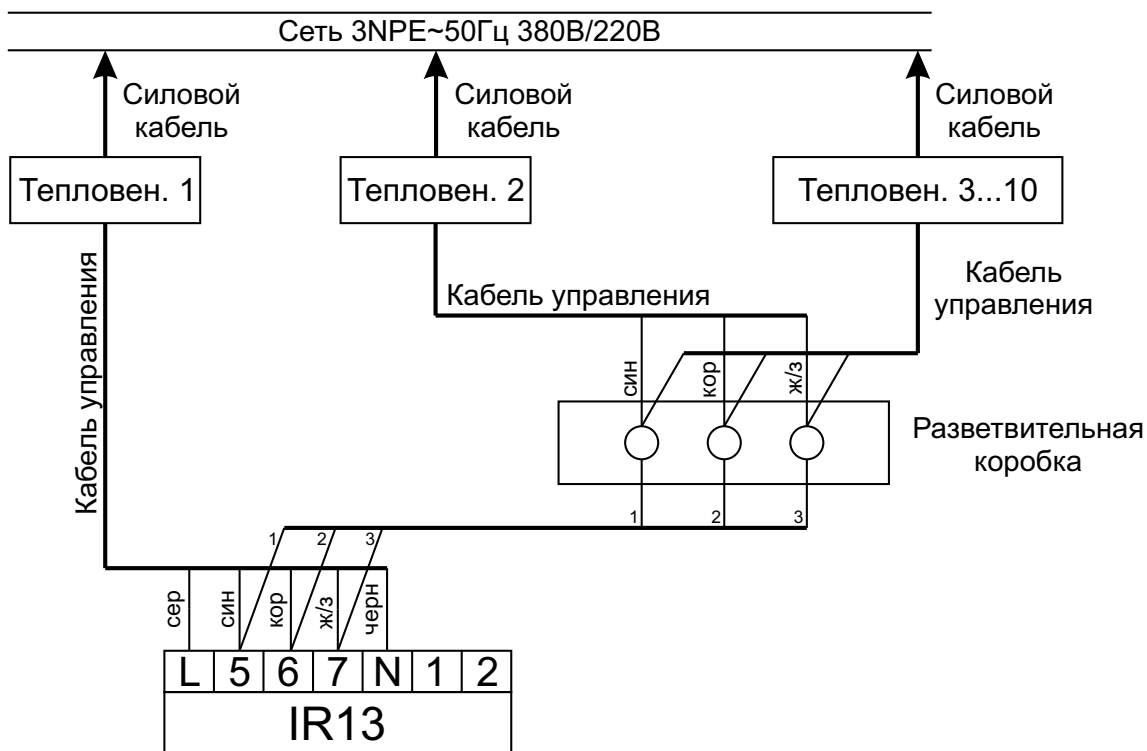 Сеть 3NPE~50Гц 380В/220В
Силовой
кабель
Силовой
кабель
Силовой
кабель
Тепловен. 1
Тепловен. 2
Тепловен. 3...10
Кабель управления
Кабель управления
Кабель
управления
син
кор
ж/з
Разветвительная
коробка
1
2
3
1
2
3
сер
син
кор
ж/з
черн
L 5 6 7 N 1 2
IR13